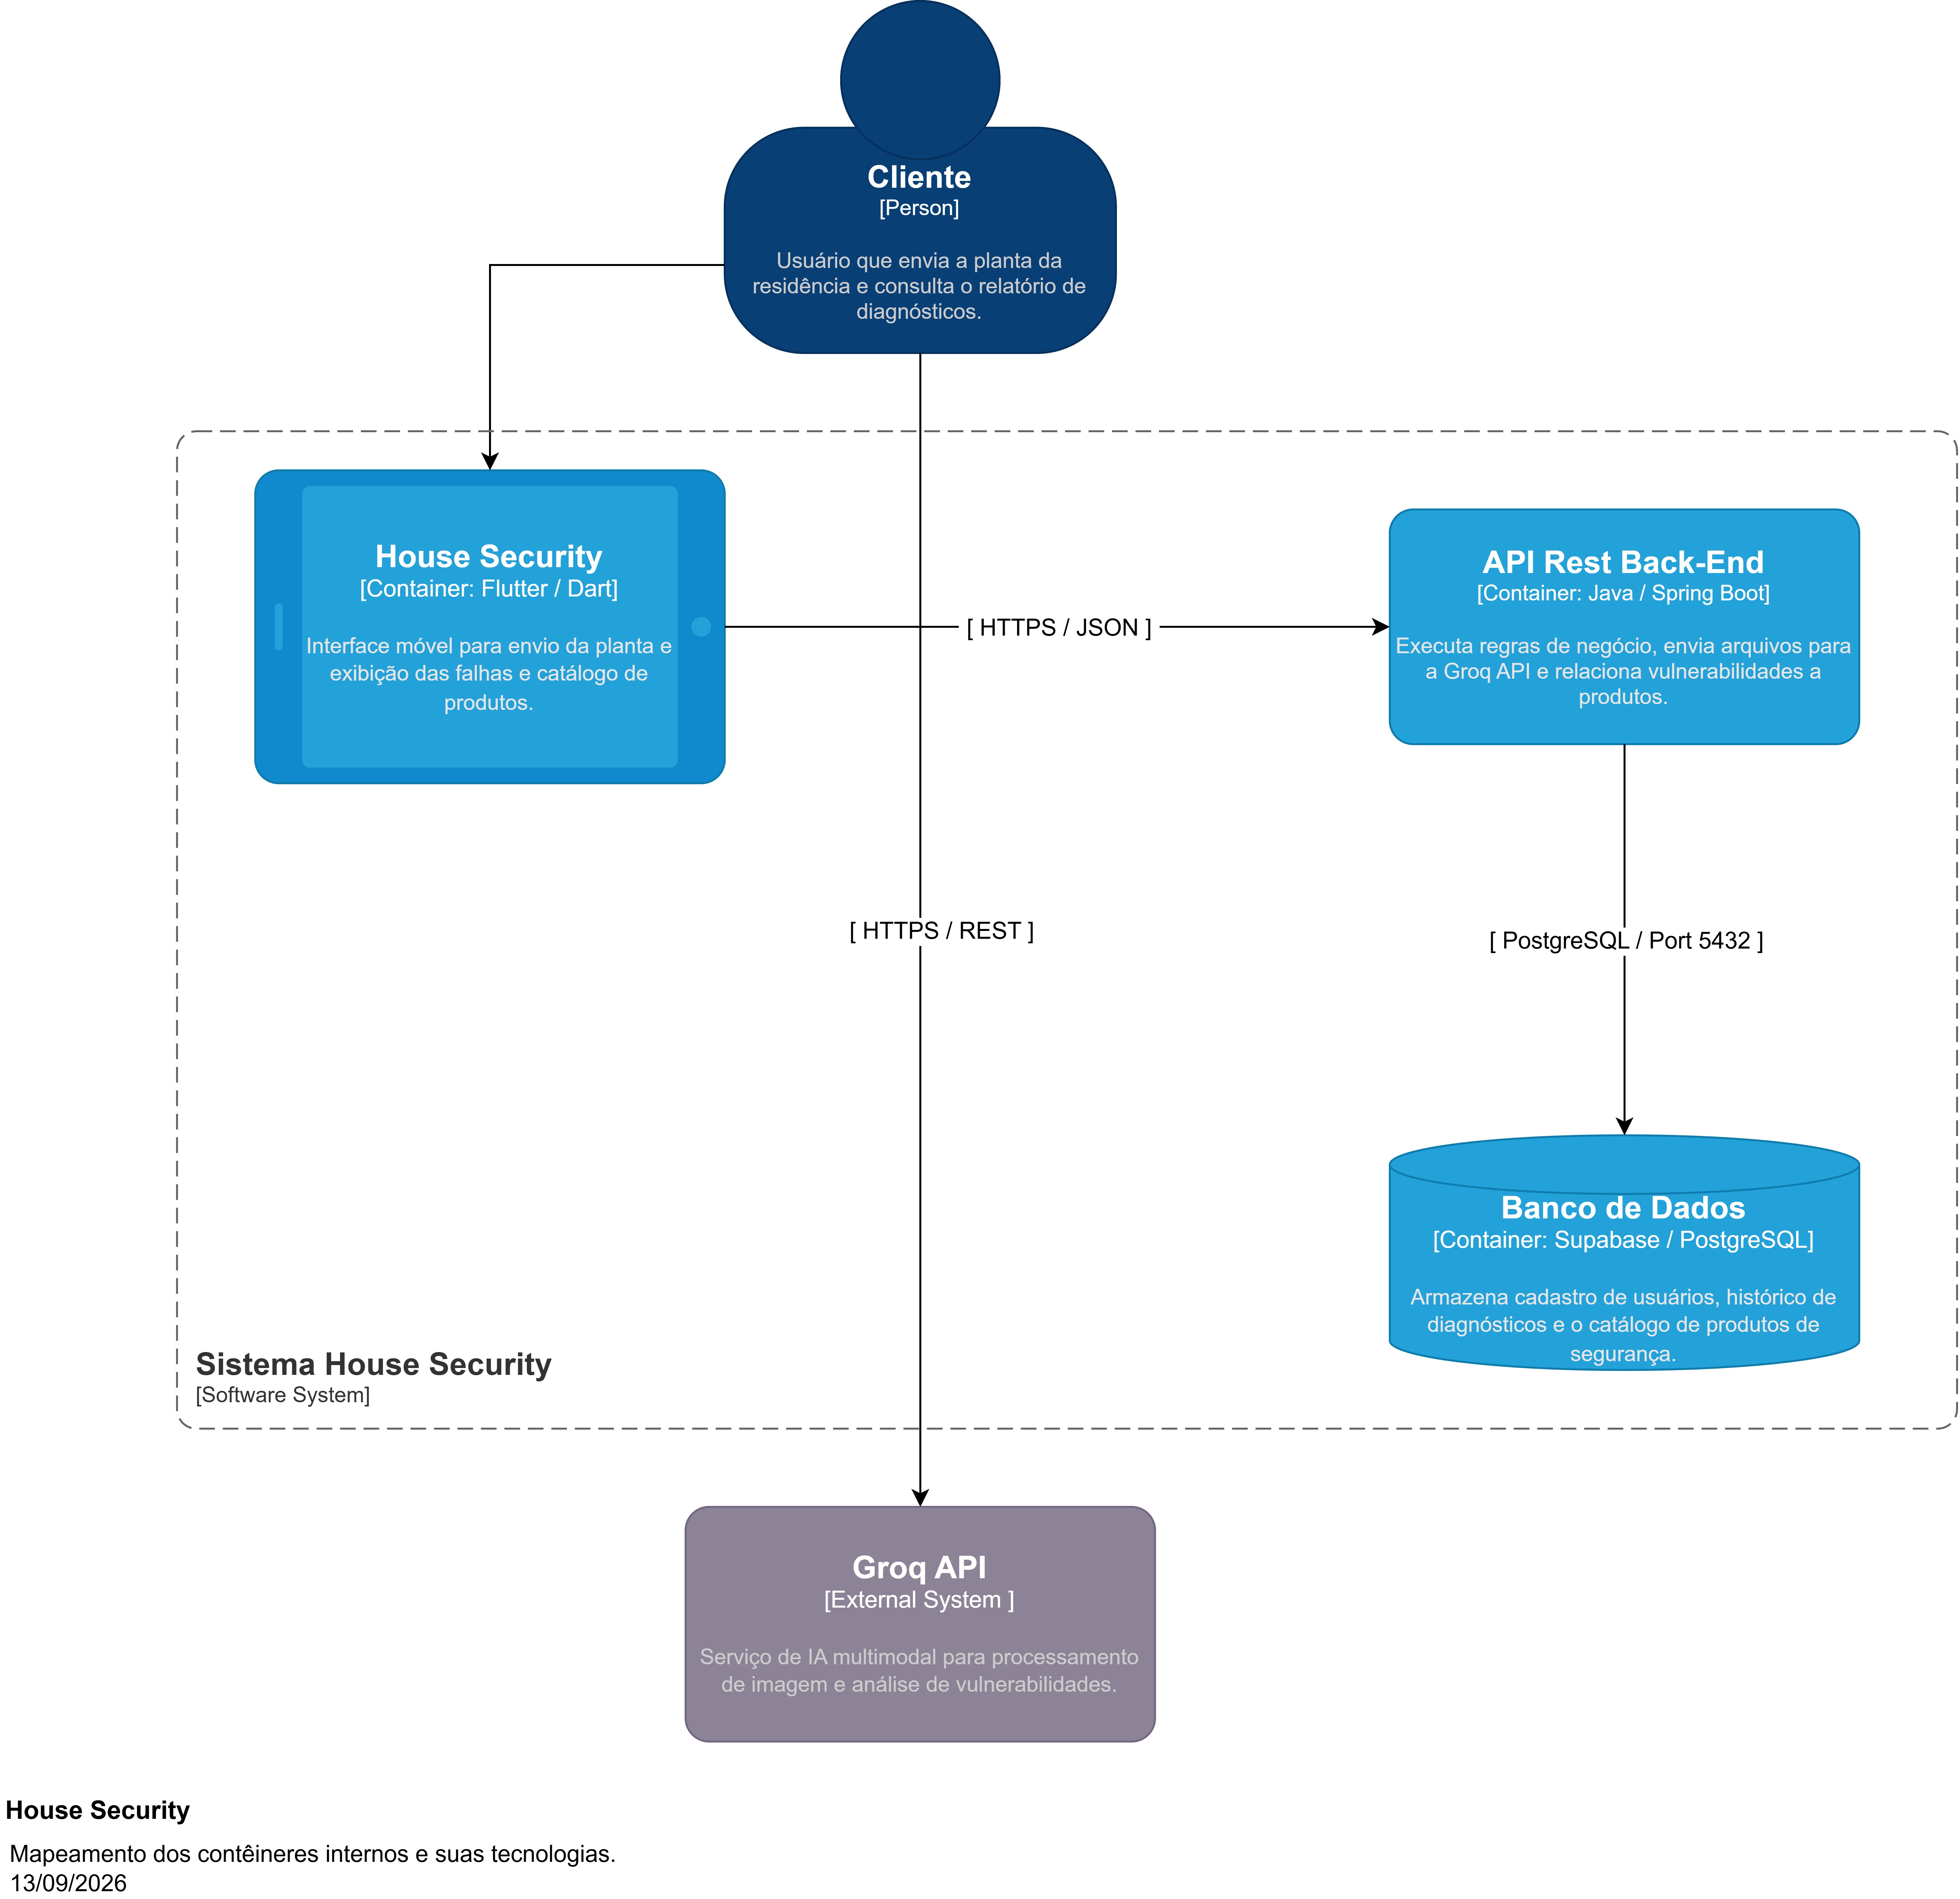 Cliente
[Person]
Usuário que envia a planta da
residência e consulta o relatório de
diagnósticos.
House Security
[Container: Flutter / Dart]
Interface móvel para envio da planta e
exibição das falhas e catálogo de
produtos.
[ HTTPS / JSON ]
API Rest Back-End
[Container: Java / Spring Boot]
Executa regras de negócio, envia arquivos para
a Groq API e relaciona vulnerabilidades a
produtos.
[ HTTPS / REST ]
[ PostgreSQL / Port 5432 ]
Banco de Dados
[Container: Supabase / PostgreSQL]
Armazena cadastro de usuários, histórico de
diagnósticos e o catálogo de produtos de
segurança.
Sistema House Security
[Software System]
Groq API
[External System ]
Serviço de IA multimodal para processamento
de imagem e análise de vulnerabilidades.
House Security
Mapeamento dos contêineres internos e suas tecnologias.
13/09/2026